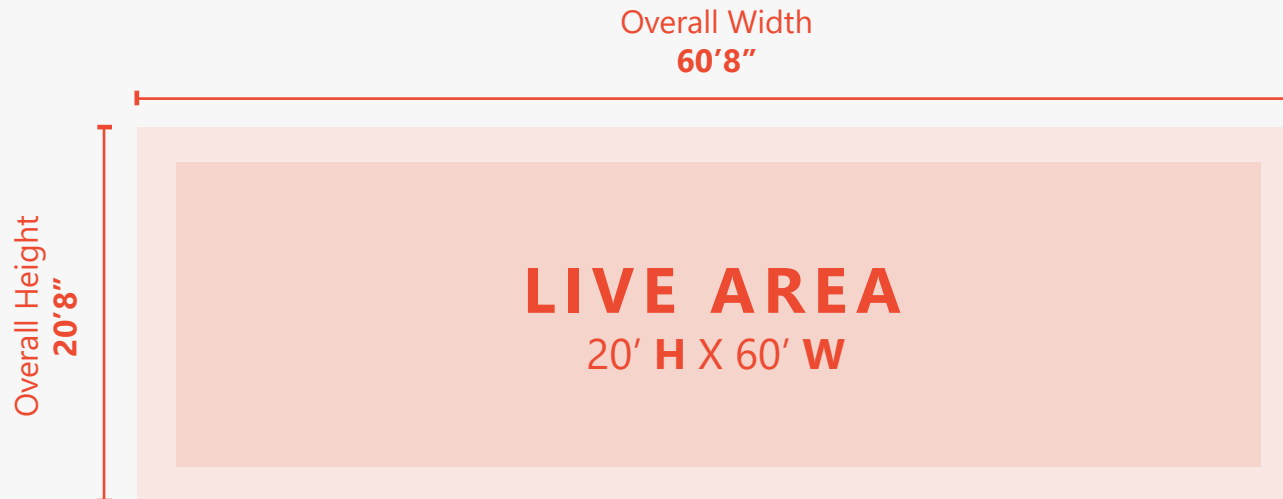 Overall Width
60’8”
Overall Height
20’8”
LIVE AREA
20’ H X 60’ W